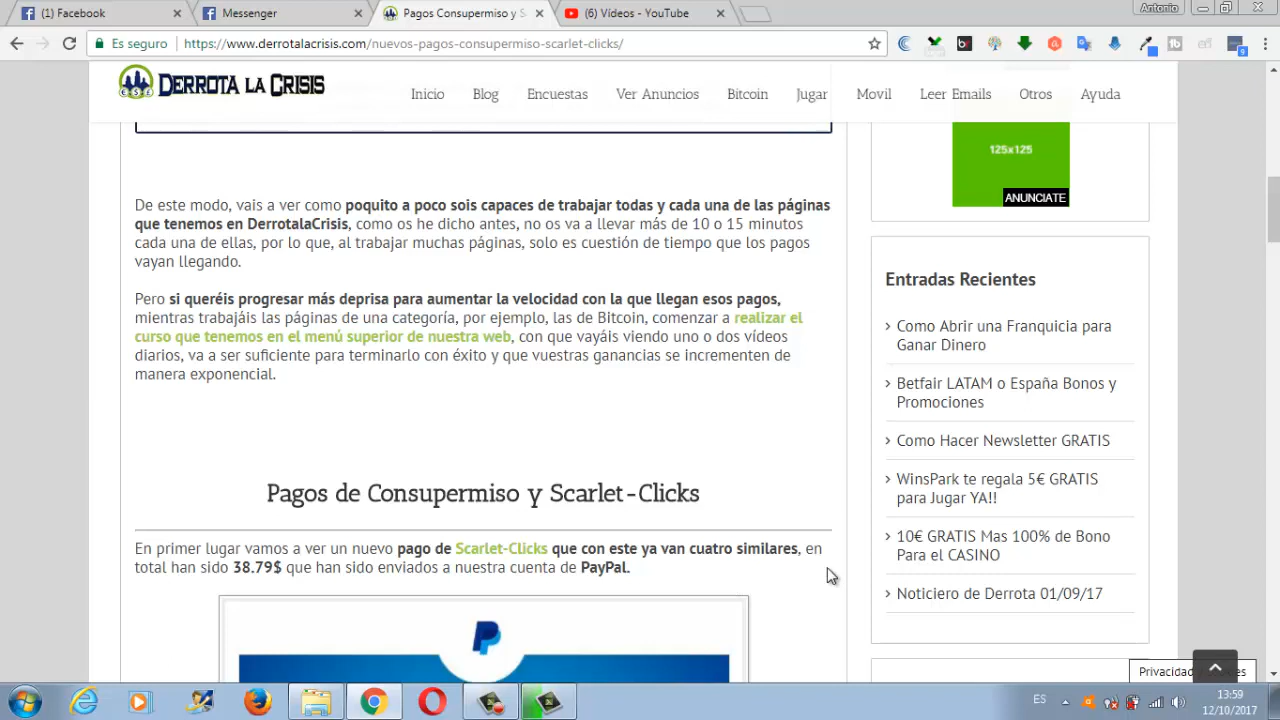 (1) Facebook
Messenger
Pagos Consupermiso y S
(6) Vídeos - YouTube
Antonio
Es seguro
https://www.derrotalacrisis.com/nuevos-pagos-consupermiso-scarlet-clicks/
DERROTA LA CRISIS
Inicio
Blog
Encuestas
Ver Anuncios
Bitcoin
Jugar
Movil
Leer Emails
Otros
Ayuda
125x125
ANUNCIATE
De este modo, vais a ver como poquito a poco sois capaces de trabajar todas y cada una de las páginas
que tenemos en DerrotalaCrisis, como os he dicho antes, no os va a llevar más de 10 o 15 minutos
cada una de ellas, por lo que, al trabajar muchas páginas, solo es cuestión de tiempo que los pagos
vayan llegando.
Pero si queréis progresar más deprisa para aumentar la velocidad con la que llegan esos pagos,
mientras trabajáis las páginas de una categoría, por ejemplo, las de Bitcoin, comenzar a realizar el
curso que tenemos en el menú superior de nuestra web, con que vayáis viendo uno o dos vídeos
diarios, va a ser suficiente para terminarlo con éxito y que vuestras ganancias se incrementen de
manera exponencial.
Pagos de Consupermiso y Scarlet-Clicks
En primer lugar vamos a ver un nuevo pago de Scarlet-Clicks que con este ya van cuatro similares, en
total han sido 38.79$ que han sido enviados a nuestra cuenta de PayPal.
Entradas Recientes
Como Abrir una Franquicia para
Ganar Dinero
Betfair LATAM o España Bonos y
Promociones
Como Hacer Newsletter GRATIS
WinsPark te regala 5€ GRATIS
para Jugar YA!!
10€ GRATIS Mas 100% de Bono
Para el CASINO
Noticiero de Derrota 01/09/17
ES
13:59
12/10/2017